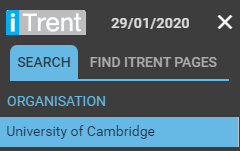 iTrent 29/01/2020 ✕
SEARCH FIND ITRENT PAGES
ORGANISATION
University of Cambridge